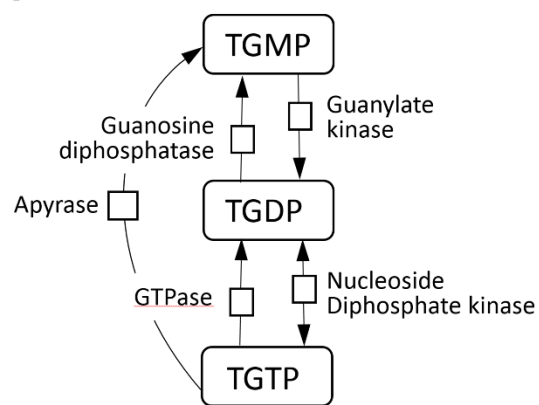 TGMP
Guanosine
diphosphatase
Guanylate
kinase
Apyrase
TGDP
GTPase
Nucleoside
Diphosphate kinase
TGTP